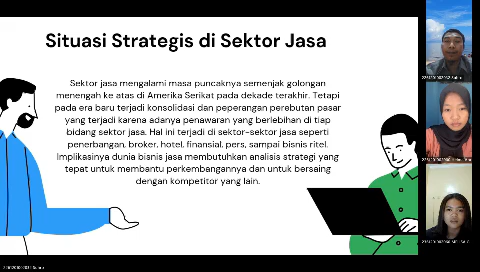 Situasi Strategis di Sektor Jasa
Sektor jasa mengalami masa puncaknya semenjak golongan
menengah ke atas di Amerika Serikat pada dekade terakhir. Tetapi
pada era baru terjadi konsolidasi dan peperangan perebutan pasar
yang terjadi karena adanya penawaran yang berlebihan di tiap
bidang sektor jasa. Hal ini terjadi di sektor-sektor jasa seperti
penerbangan, broker, hotel, finansial, pers, sampai bisnis ritel.
Implikasinya dunia bisnis jasa membutuhkan analisis strategi yang
tepat untuk membantu perkembangannya dan untuk bersaing
dengan kompetitor yang lain.